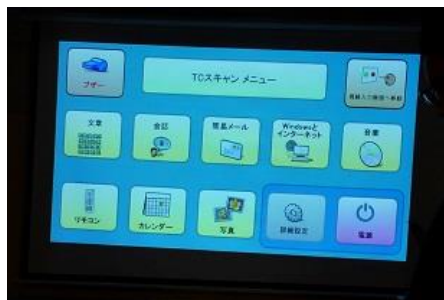 ブザー
TCスキャン メニュー
文章
会話
簡易メール
Windowsと
インターネット
音楽
リモコン
カレンダー
写真
詳細設定
電源